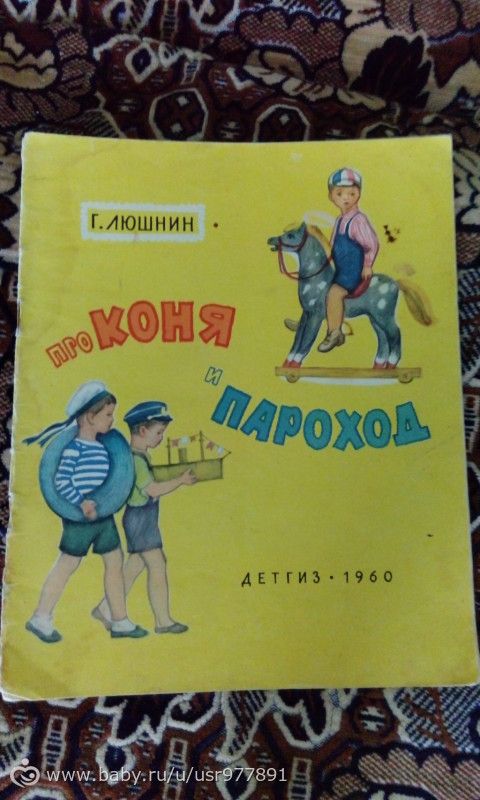 Г. ЛЮШНИН
ПРО КОНЯ
И
ПАРОХОД
ДЕТГИЗ · 1960
www.baby.ru/u/usr977891